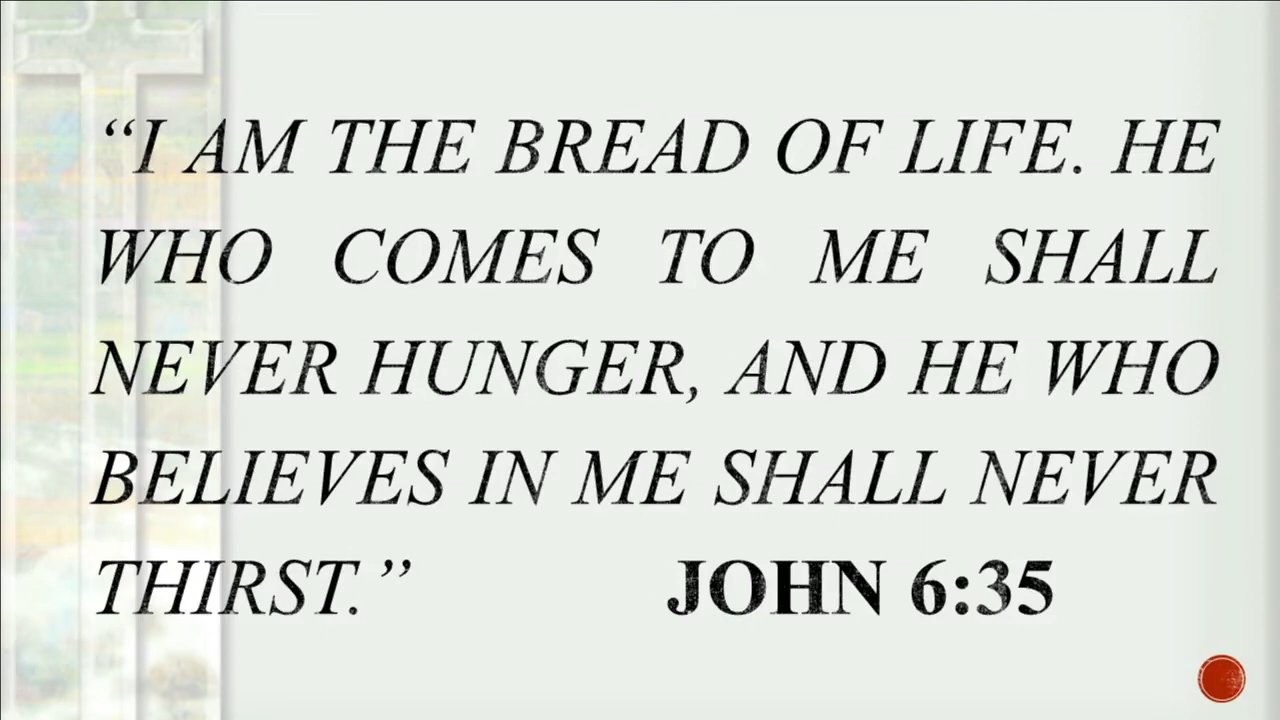 “I AM THE BREAD OF LIFE. HE
WHO COMES TO ME SHALL
NEVER HUNGER, AND HE WHO
BELIEVES IN ME SHALL NEVER
THIRST.” JOHN 6:35